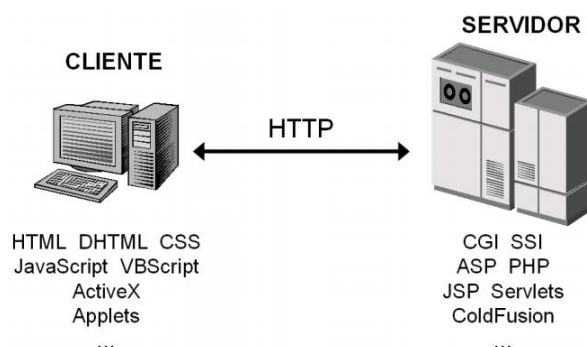 SERVIDOR
CLIENTE
HTTP
HTML DHTML CSS
JavaScript VBScript
ActiveX
Applets
...
CGI SSI
ASP PHP
JSP Servlets
ColdFusion
...